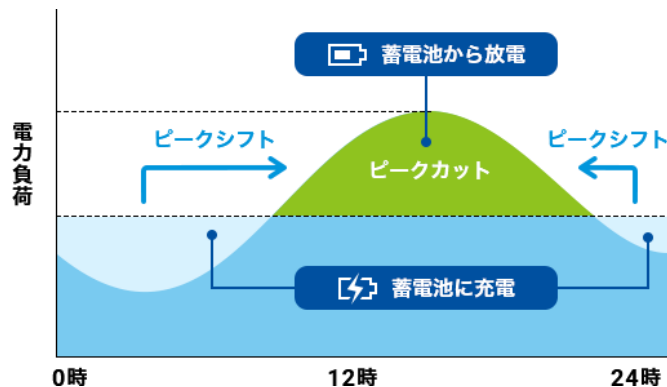 蓄電池から放電
電力負荷
ピークシフト
ピークシフト
ピークカット
蓄電池に充電
0時
12時
24時